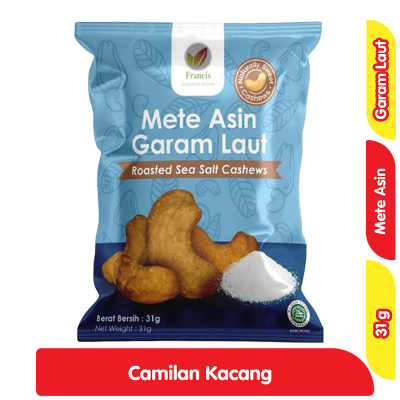 Francis
Naturally Sweet
Cashews
Mete Asin
Garam Laut
Roasted Sea Salt Cashews
Berat Bersih : 31g
Net Weight : 31g
Garam Laut
Mete Asin
31g
Camilan Kacang